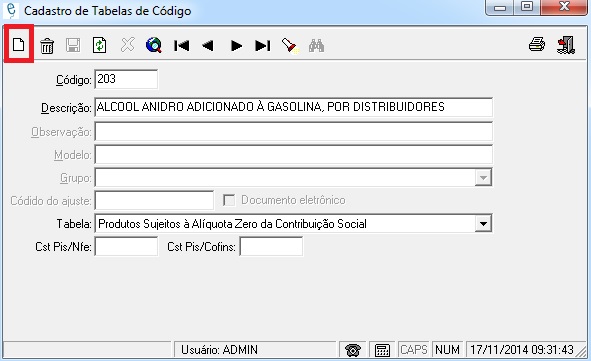 Cadastro de Tabelas de Código
Código: 203
Descrição: ALCOOL ANIDRO ADICIONADO À GASOLINA, POR DISTRIBUIDORES
Observação:
Modelo:
Grupo:
Códido do ajuste: Documento eletrônico
Tabela: Produtos Sujeitos à Alíquota Zero da Contribuição Social
Cst Pis/Nfe: Cst Pis/Cofins:
Usuário: ADMIN CAPS NUM 17/11/2014 09:31:43